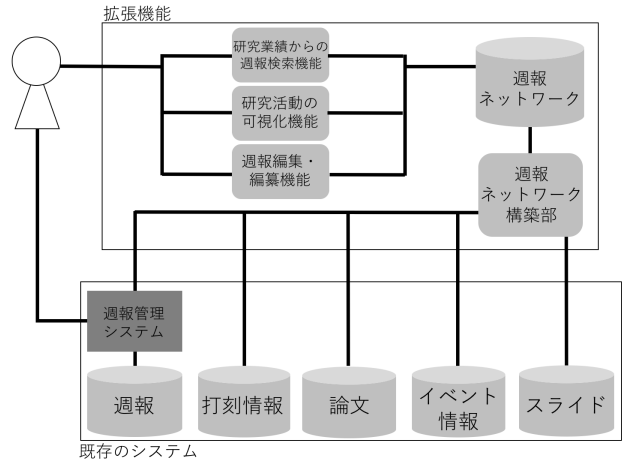 拡張機能
研究業績からの
週報検索機能
研究活動の
可視化機能
週報編集・
編纂機能
週報
ネットワーク
週報
ネットワーク
構築部
週報管理
システム
週報
打刻情報
論文
イベント
情報
スライド
既存のシステム